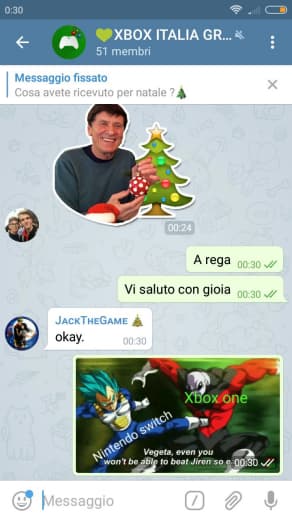 0:30
💚XBOX ITALIA GR...
51 membri
Messaggio fissato
Cosa avete ricevuto per natale ?🎄
00:24
A rega 00:30
Vi saluto con gioia 00:30
JACKTHEGAME 🎄
okay. 00:30
Xbox one
Nintendo switch
Vegeta, even you
won't be able to beat Jiren so e
00:30
Messaggio